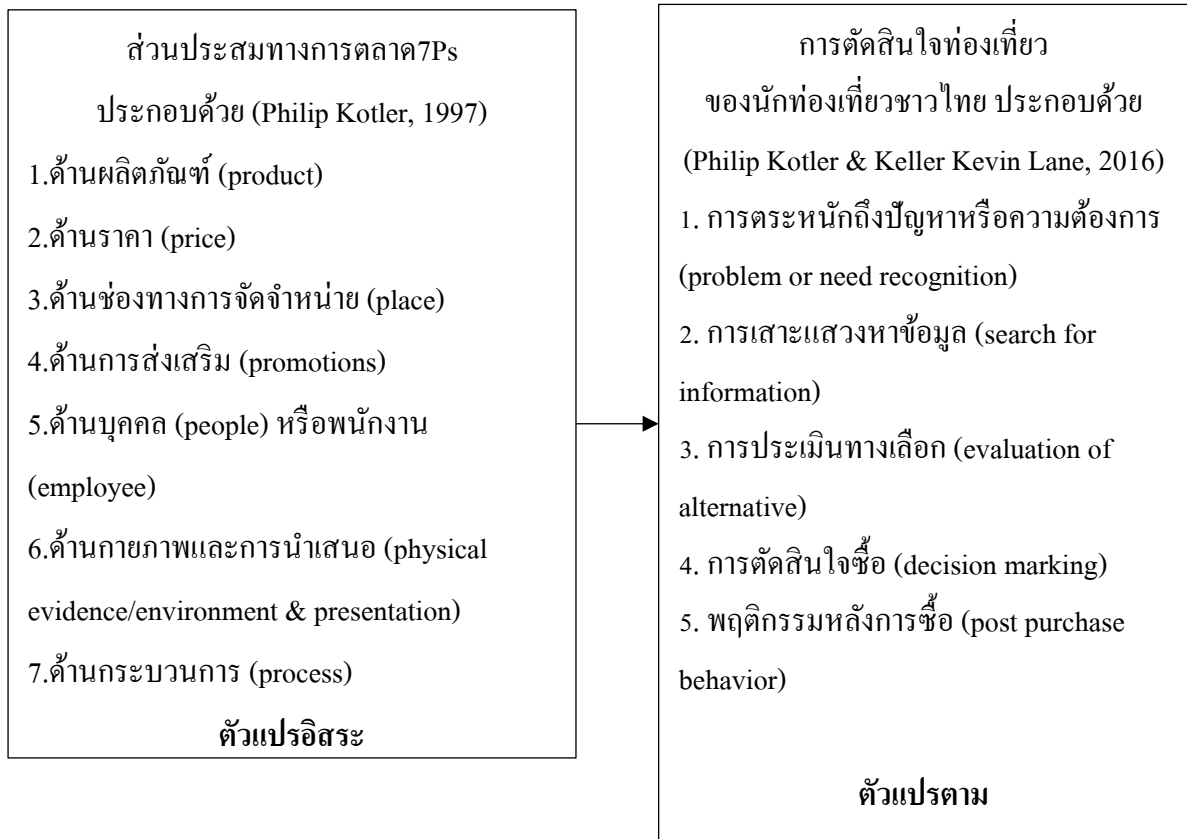 ส่วนประสมทางการตลาด7Ps
ประกอบด้วย (Philip Kotler, 1997)
1.ด้านผลิตภัณฑ์ (product)
2.ด้านราคา (price)
3.ด้านช่องทางการจัดจำหน่าย (place)
4.ด้านการส่งเสริม (promotions)
5.ด้านบุคคล (people) หรือพนักงาน
(employee)
6.ด้านกายภาพและการนำเสนอ (physical
evidence/environment & presentation)
7.ด้านกระบวนการ (process)
ตัวแปรอิสระ
การตัดสินใจท่องเที่ยว
ของนักท่องเที่ยวชาวไทย ประกอบด้วย
(Philip Kotler & Keller Kevin Lane, 2016)
1. การตระหนักถึงปัญหาหรือความต้องการ
(problem or need recognition)
2. การเสาะแสวงหาข้อมูล (search for
information)
3. การประเมินทางเลือก (evaluation of
alternative)
4. การตัดสินใจซื้อ (decision marking)
5. พฤติกรรมหลังการซื้อ (post purchase
behavior)
ตัวแปรตาม